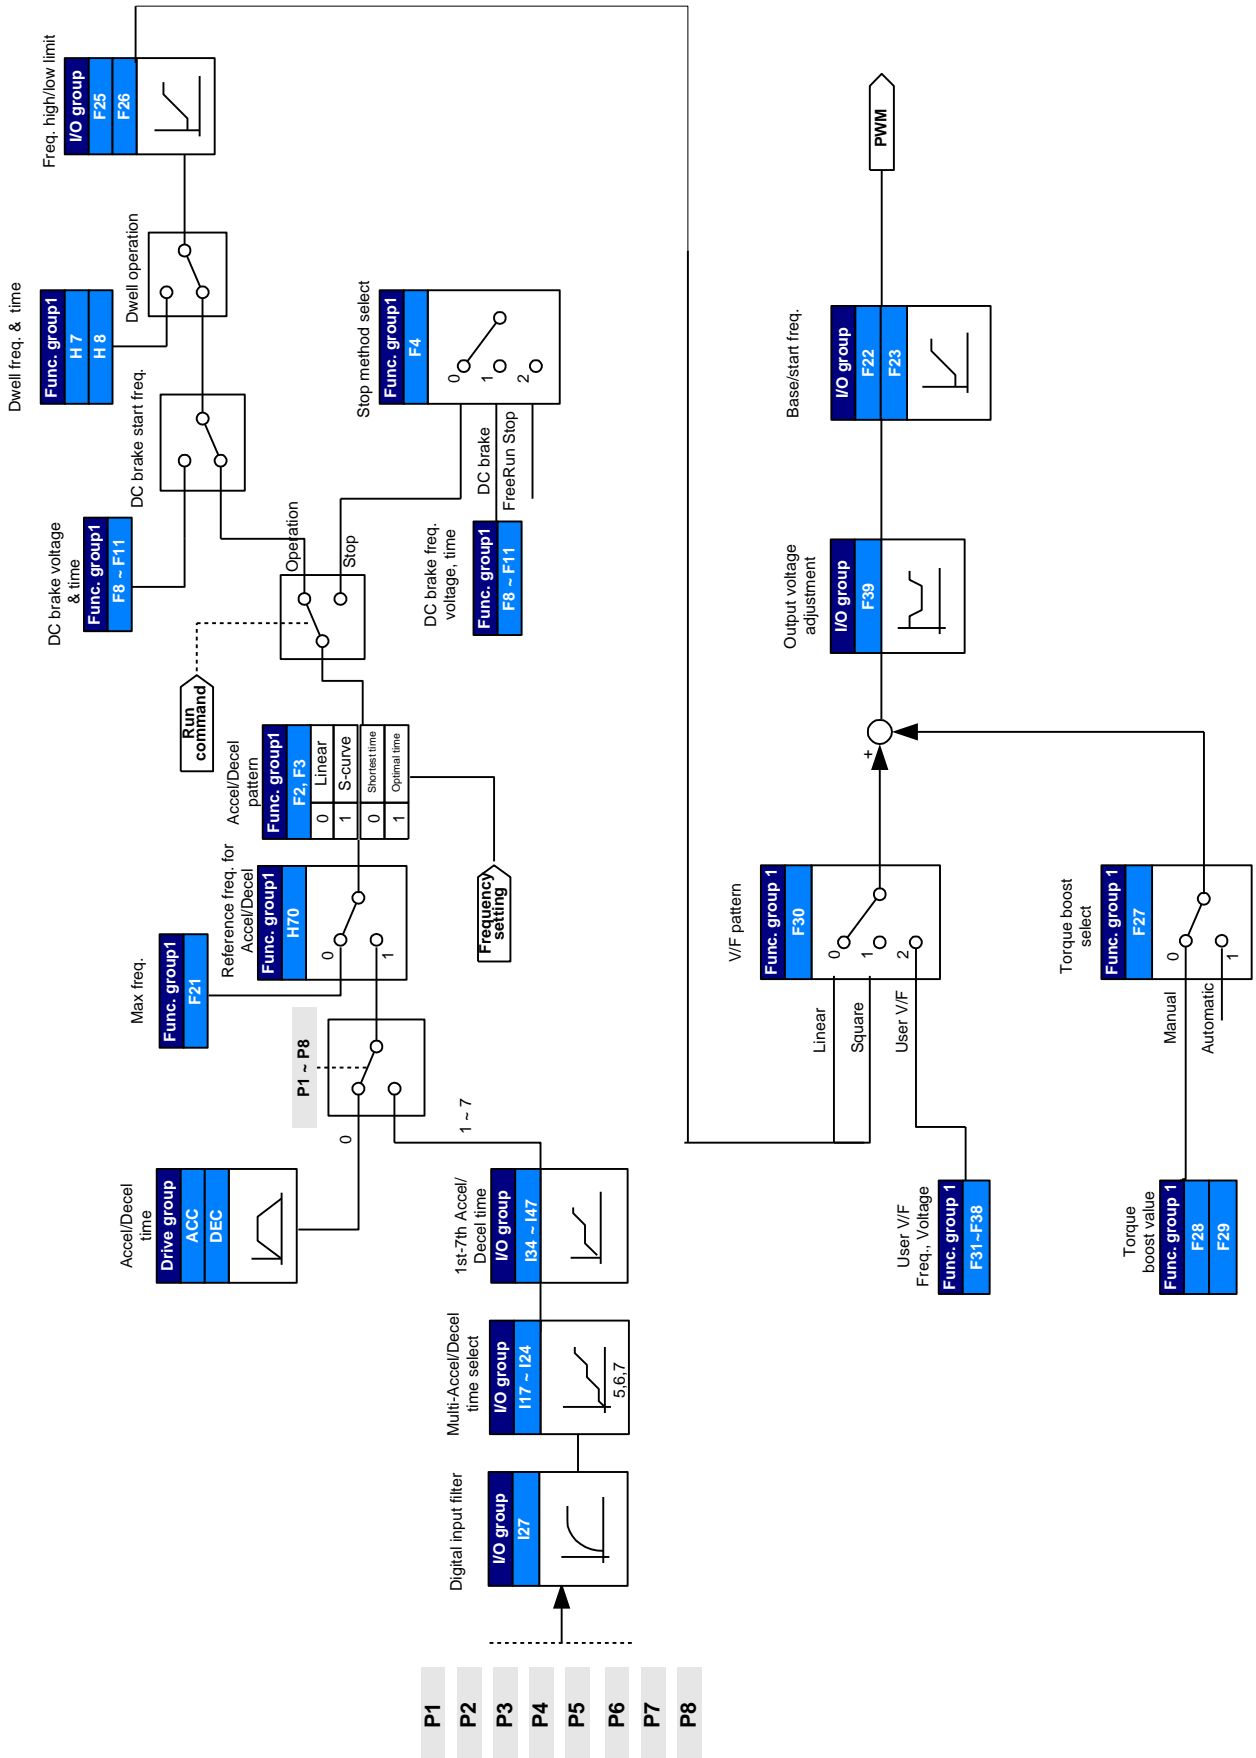 P1
P2
P3
P4
P5
P6
P7
P8
Digital input filter
I/O group
I27
Multi-Accel/Decel
time select
I/O group
I17 ~ I24
5,6,7
1st-7th Accel/
Decel time
I/O group
I34 ~ I47
Accel/Decel
time
Drive group
ACC
DEC
0
1 ~ 7
P1 ~ P8
Max freq.
Func. group1
F21
Reference freq. for
Accel/Decel
Func. group1
H70
0
1
Frequency
setting
Accel/Decel
pattern
Func. group1
F2, F3
0
Linear
1
S-curve
0
Shortest time
1
Optimal time
Run
command
Operation
Stop
DC brake voltage
& time
Func. group1
F8 ~ F11
DC brake start freq.
DC brake freq.
voltage, time
Func. group1
F8 ~ F11
DC brake
FreeRun Stop
Stop method select
Func. group1
F4
0
1
2
Dwell freq. & time
Func. group1
H 7
H 8
Dwell operation
Freq. high/low limit
I/O group
F25
F26
User V/F
Freq., Voltage
Func. group 1
F31~F38
Linear
Square
User V/F
V/F pattern
Func. group 1
F30
0
1
2
Torque
boost value
Func. group 1
F28
F29
Manual
Automatic
Torque boost
select
Func. group 1
F27
0
1
+
Output voltage
adjustment
I/O group
F39
Base/start freq.
I/O group
F22
F23
PWM